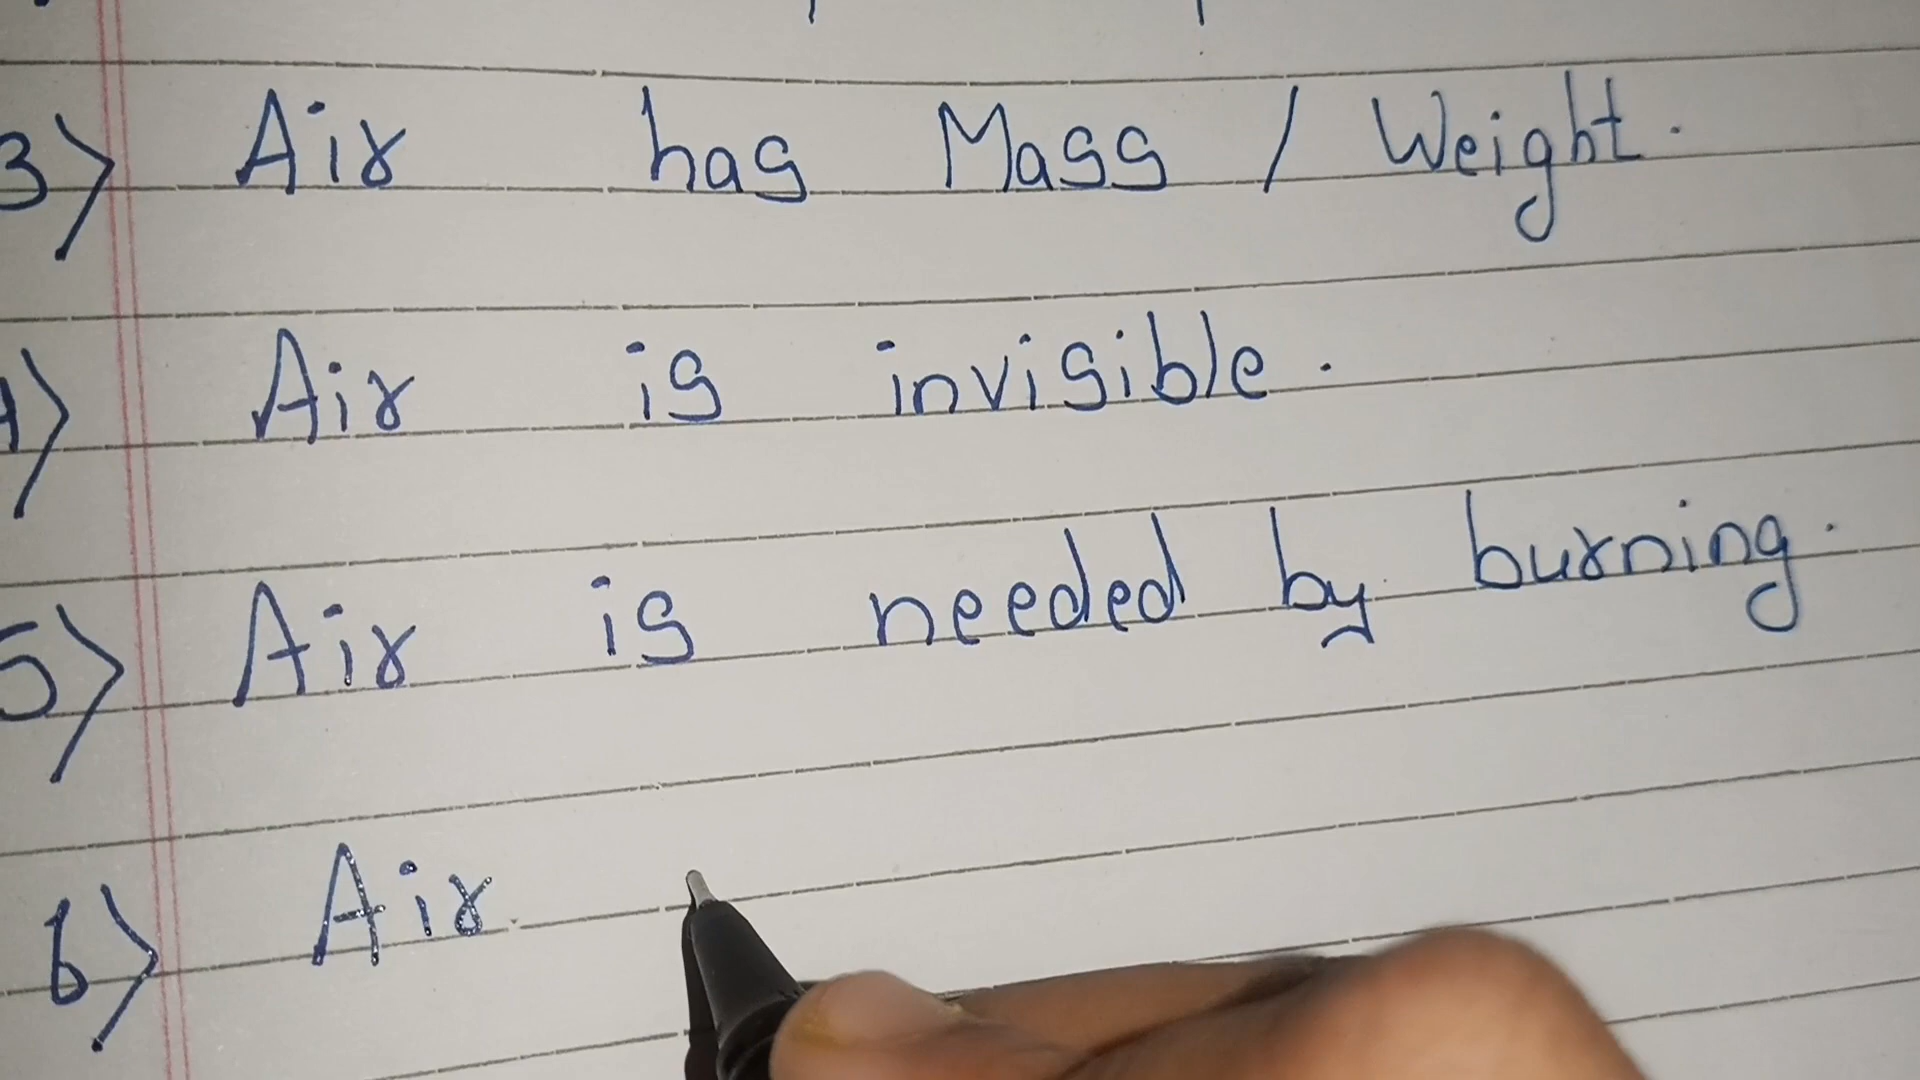 3) Air has Mass / Weight.
4) Air is invisible.
5) Air is needed by burning.
6) Air